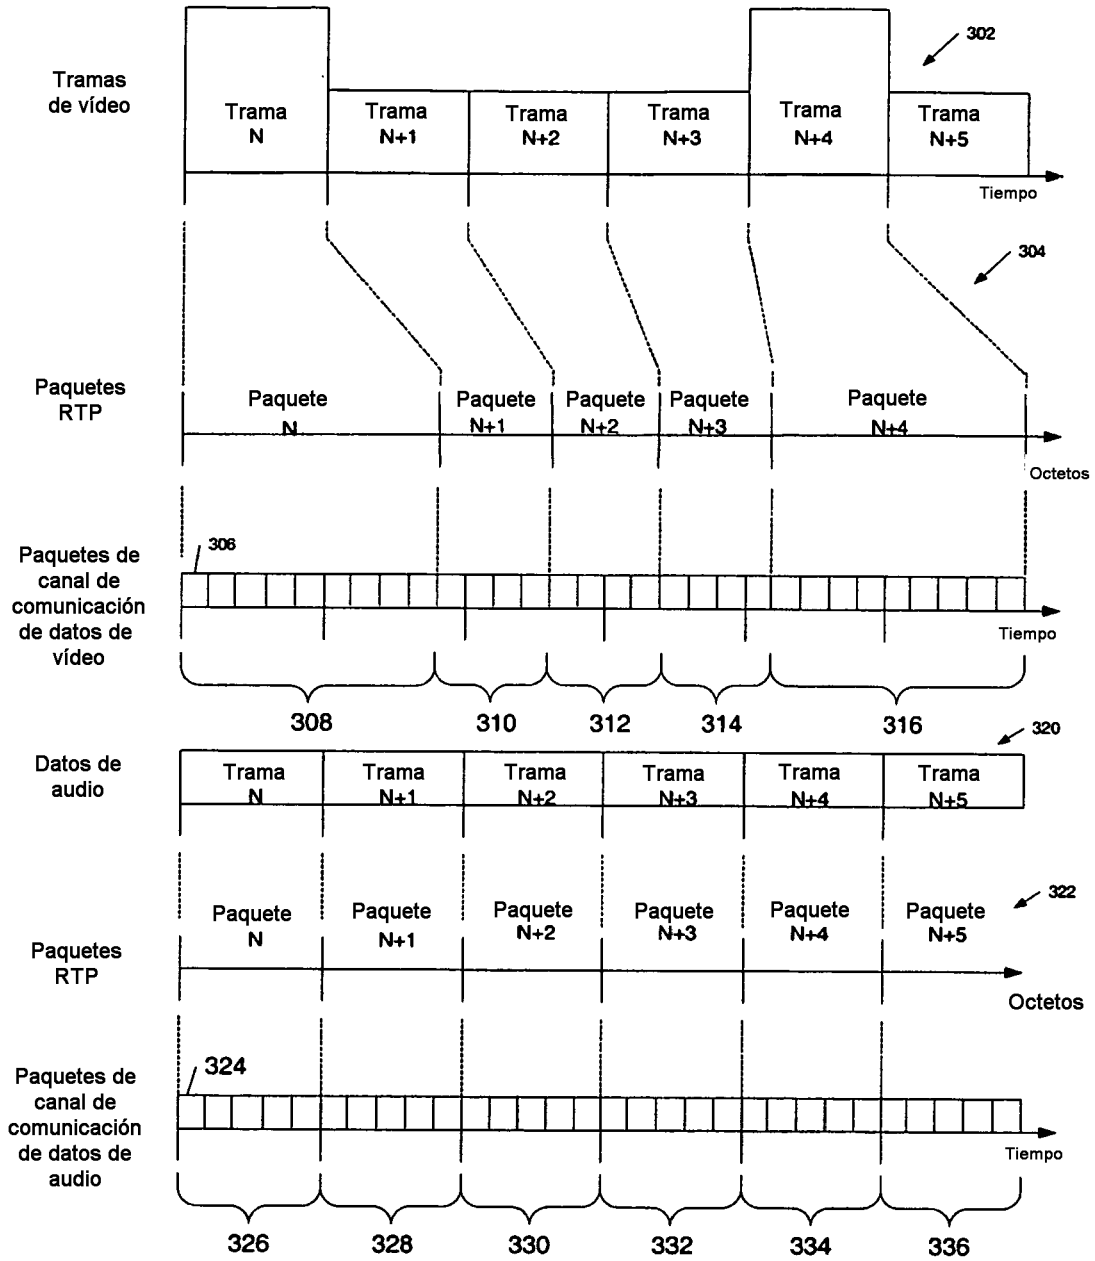 302
Tramas
de vídeo
Trama
N
Trama
N+1
Trama
N+2
Trama
N+3
Trama
N+4
Trama
N+5
Tiempo
304
Paquetes
RTP
Paquete
N
Paquete
N+1
Paquete
N+2
Paquete
N+3
Paquete
N+4
Octetos
Paquetes de
canal de
comunicación
de datos de
vídeo
306
Tiempo
308
310
312
314
316
320
Datos de
audio
Trama
N
Trama
N+1
Trama
N+2
Trama
N+3
Trama
N+4
Trama
N+5
322
Paquetes
RTP
Paquete
N
Paquete
N+1
Paquete
N+2
Paquete
N+3
Paquete
N+4
Paquete
N+5
Octetos
324
Paquetes de
canal de
comunicación
de datos de
audio
Tiempo
326
328
330
332
334
336